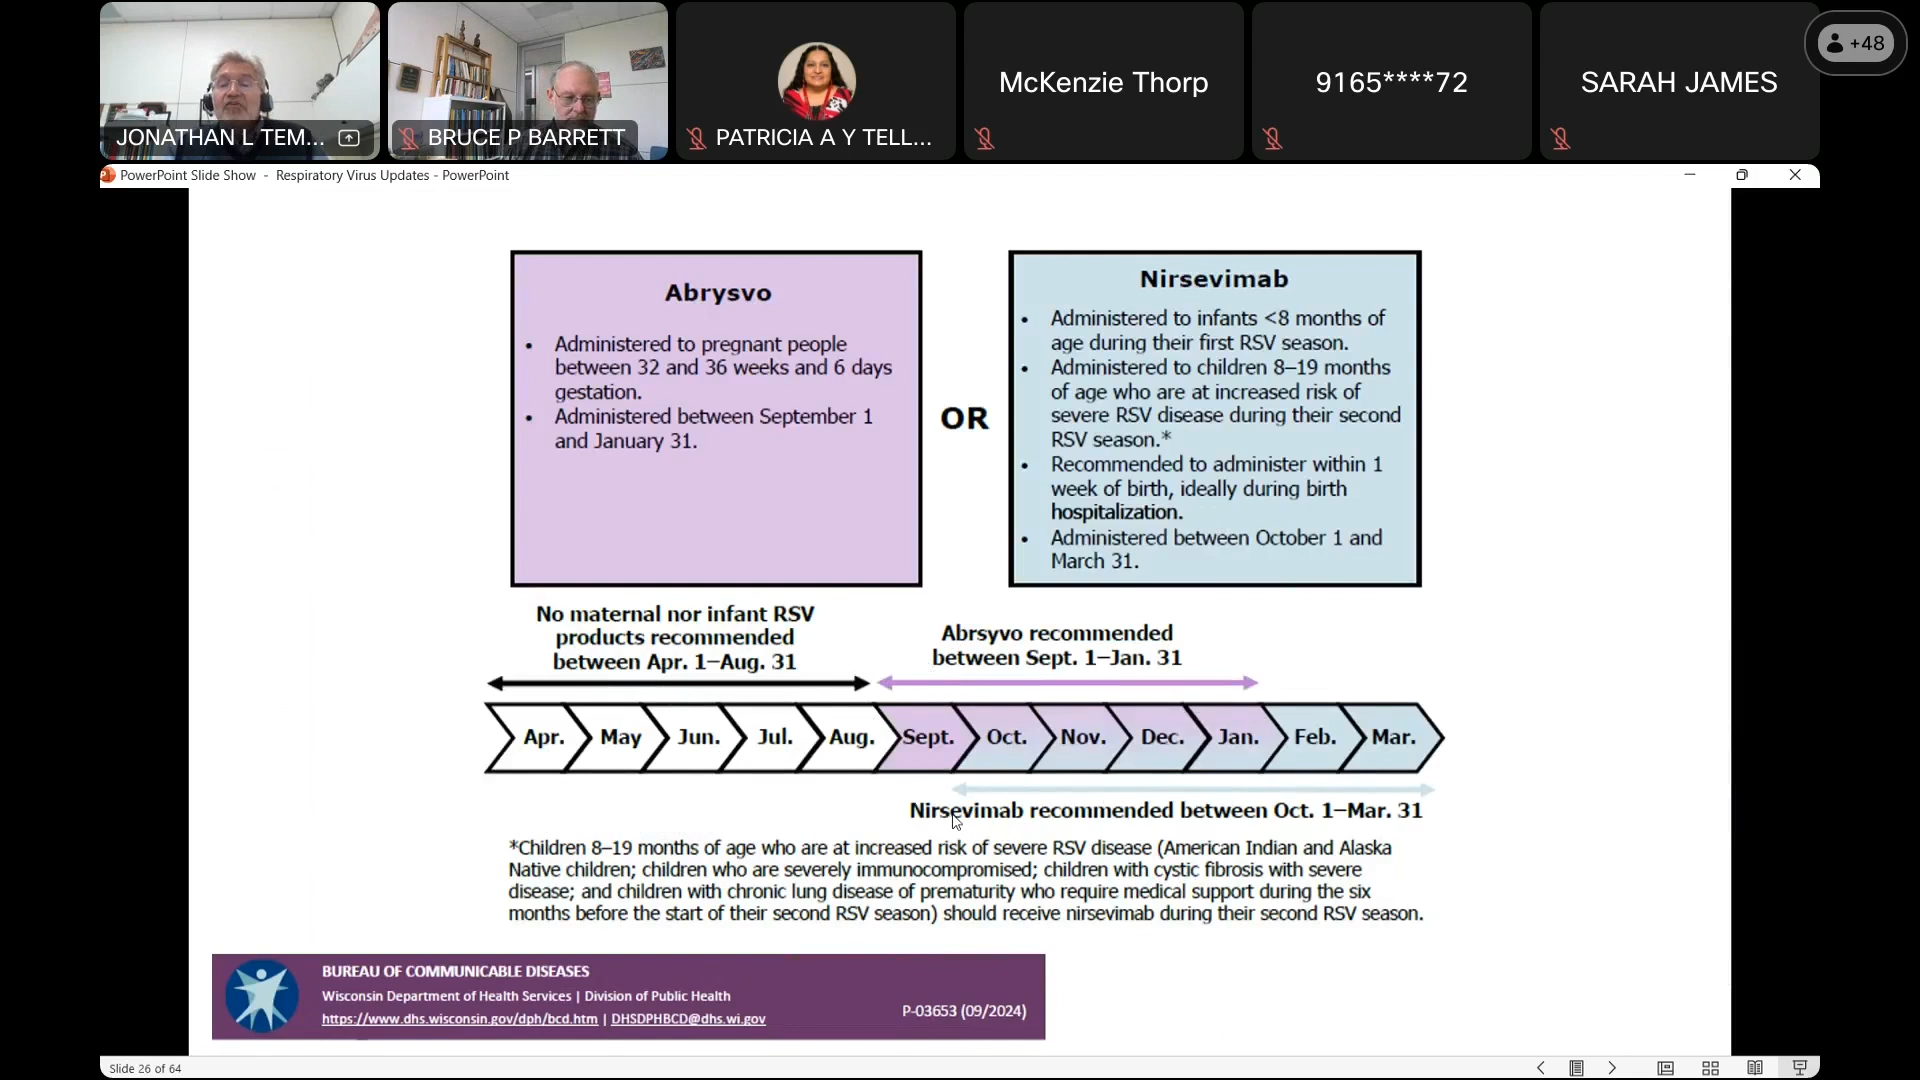 +48
McKenzie Thorp
9165****72
SARAH JAMES
JONATHAN L TEM...
BRUCE P BARRETT
PATRICIA A Y TELL...
PowerPoint Slide Show - Respiratory Virus Updates - PowerPoint
Abrysvo
• Administered to pregnant people
between 32 and 36 weeks and 6 days
gestation.
• Administered between September 1
and January 31.
OR
Nirsevimab
• Administered to infants <8 months of
age during their first RSV season.
• Administered to children 8–19 months
of age who are at increased risk of
severe RSV disease during their second
RSV season.*
• Recommended to administer within 1
week of birth, ideally during birth
hospitalization.
• Administered between October 1 and
March 31.
No maternal nor infant RSV
products recommended
between Apr. 1–Aug. 31
Abrsyvo recommended
between Sept. 1–Jan. 31
Apr. May Jun. Jul. Aug. Sept. Oct. Nov. Dec. Jan. Feb. Mar.
Nirsevimab recommended between Oct. 1–Mar. 31
*Children 8–19 months of age who are at increased risk of severe RSV disease (American Indian and Alaska
Native children; children who are severely immunocompromised; children with cystic fibrosis with severe
disease; and children with chronic lung disease of prematurity who require medical support during the six
months before the start of their second RSV season) should receive nirsevimab during their second RSV season.
BUREAU OF COMMUNICABLE DISEASES
Wisconsin Department of Health Services | Division of Public Health
https://www.dhs.wisconsin.gov/dph/bcd.htm | DHSDPHBCD@dhs.wi.gov
P-03653 (09/2024)
Slide 26 of 64